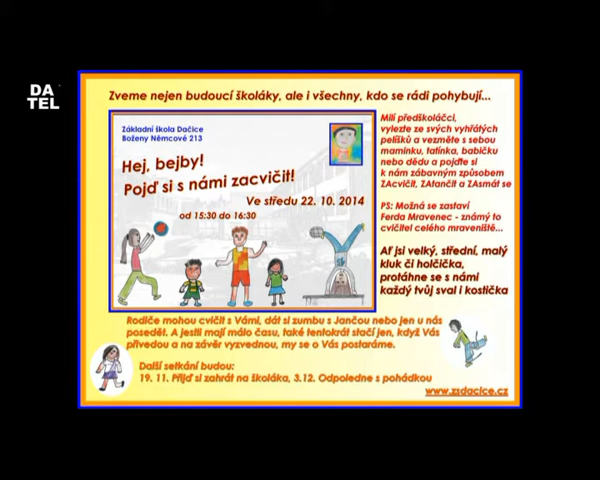 DA
TEL
Zveme nejen budoucí školáky, ale i všechny, kdo se rádi pohybují...
Základní škola Dačice
Boženy Němcové 213
Hej, bejby!
Pojď si s námi zacvičit!
Ve středu 22. 10. 2014
od 15:30 do 16:30
Milí předškoláčci,
vylezte ze svých vyhřátých
pelíšků a vezměte s sebou
maminku, tatínka, babičku
nebo dědu a pojďte si
k nám zábavným způsobem
ZAcvičit, ZAtančit a ZAsmát se
PS: Možná se zastaví
Ferda Mravenec - známý to
cvičitel celého mraveniště...
Ať jsi velký, střední, malý
kluk či holčička,
protáhne se s námi
každý tvůj sval i kostička
Rodiče mohou cvičit s Vámi, dát si zumbu s Jančou nebo jen u nás
posedět. A jestli mají málo času, také tentokrát stačí jen, když Vás
přivedou a na závěr vyzvednou, my se o Vás postaráme.
Další setkání budou:
19. 11. Přijď si zahrát na školáka, 3.12. Odpoledne s pohádkou
www.zsdacice.cz